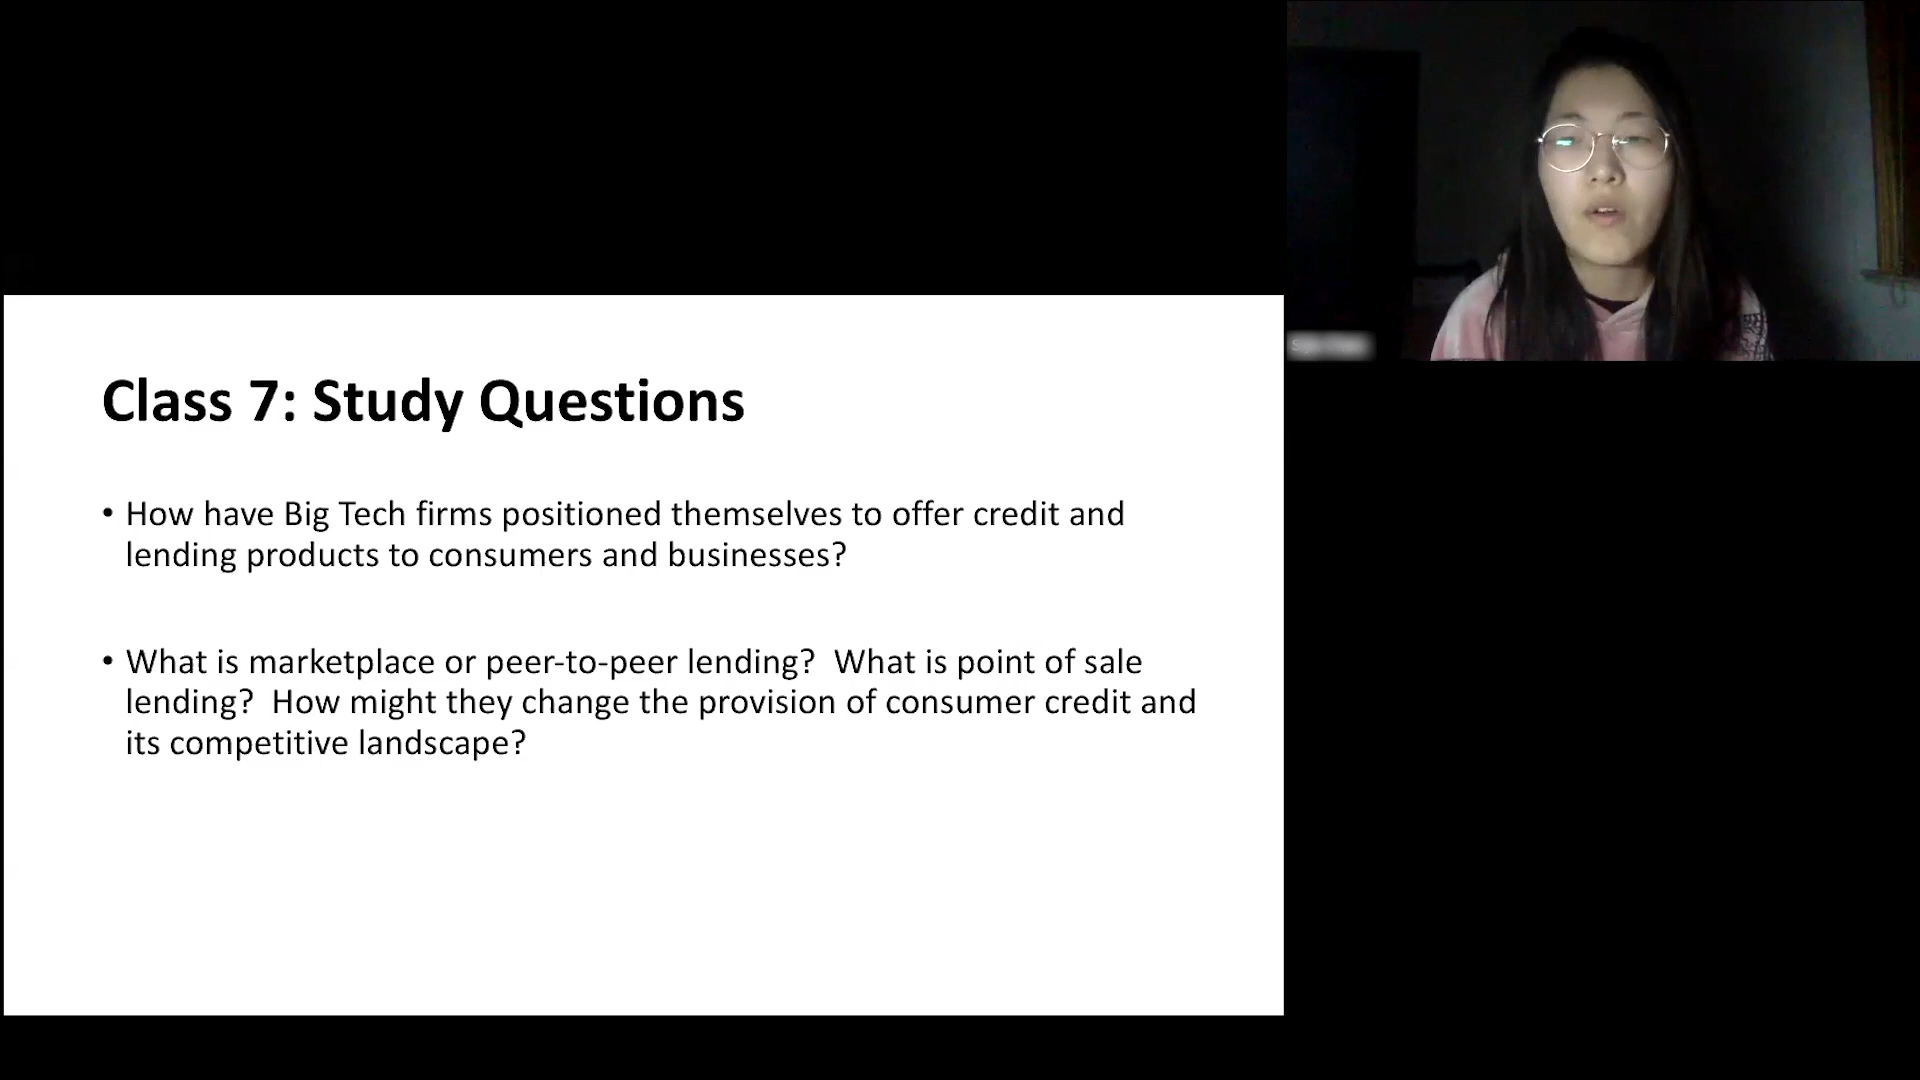 Class 7: Study Questions
• How have Big Tech firms positioned themselves to offer credit and
lending products to consumers and businesses?
• What is marketplace or peer-to-peer lending?  What is point of sale
lending?  How might they change the provision of consumer credit and
its competitive landscape?